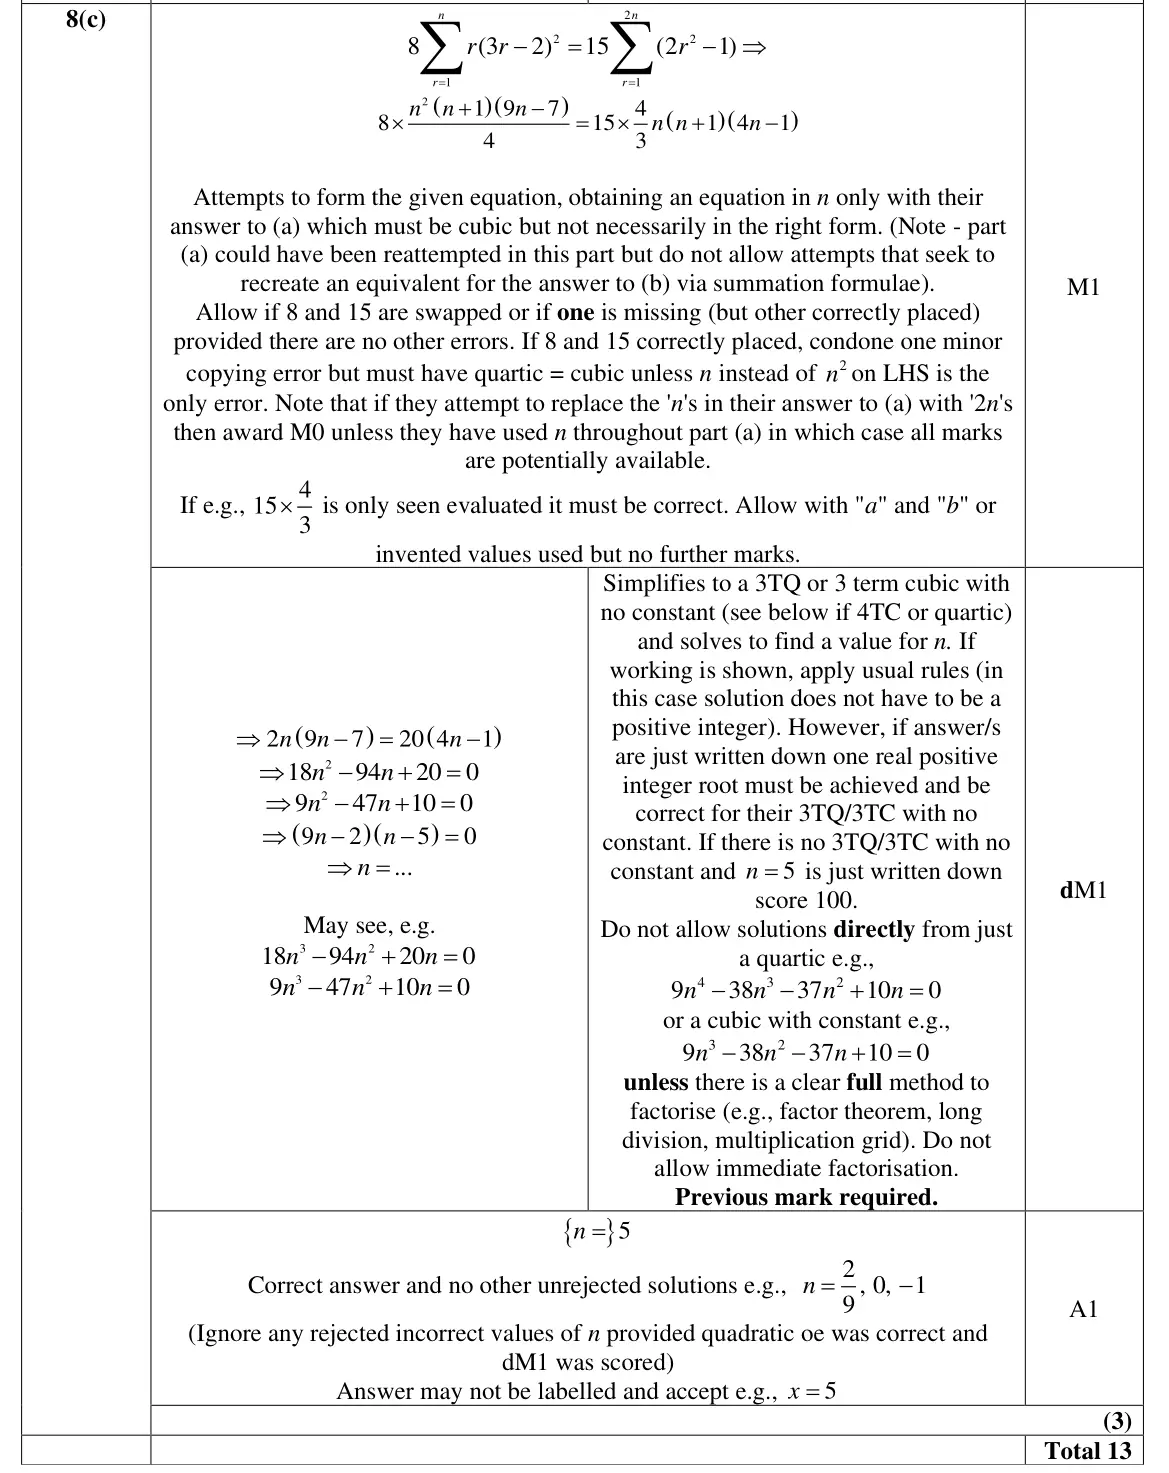 8(c)
8 \sum_{r=1}^{n} r(3r − 2)² = 15 \sum_{r=1}^{2n} (2r² − 1) ⇒
8 × \frac{n²(n+1)(9n−7)}{4} = 15 × \frac{4}{3} n(n+1)(4n−1)
Attempts to form the given equation, obtaining an equation in n only with their
answer to (a) which must be cubic but not necessarily in the right form. (Note - part
(a) could have been reattempted in this part but do not allow attempts that seek to
recreate an equivalent for the answer to (b) via summation formulae).
Allow if 8 and 15 are swapped or if one is missing (but other correctly placed)
provided there are no other errors. If 8 and 15 correctly placed, condone one minor
copying error but must have quartic = cubic unless n instead of n² on LHS is the
only error. Note that if they attempt to replace the 'n's in their answer to (a) with '2n's
then award M0 unless they have used n throughout part (a) in which case all marks
are potentially available.
If e.g., 15 × \frac{4}{3} is only seen evaluated it must be correct. Allow with "a" and "b" or
invented values used but no further marks.
M1
⇒ 2n(9n − 7) = 20(4n − 1)
⇒ 18n² − 94n + 20 = 0
⇒ 9n² − 47n + 10 = 0
⇒ (9n − 2)(n − 5) = 0
⇒ n = ...
May see, e.g.
18n³ − 94n² + 20n = 0
9n³ − 47n² + 10n = 0
Simplifies to a 3TQ or 3 term cubic with
no constant (see below if 4TC or quartic)
and solves to find a value for n. If
working is shown, apply usual rules (in
this case solution does not have to be a
positive integer). However, if answer/s
are just written down one real positive
integer root must be achieved and be
correct for their 3TQ/3TC with no
constant. If there is no 3TQ/3TC with no
constant and n = 5 is just written down
score 100.
Do not allow solutions directly from just
a quartic e.g.,
9n⁴ − 38n³ − 37n² + 10n = 0
or a cubic with constant e.g.,
9n³ − 38n² − 37n + 10 = 0
unless there is a clear full method to
factorise (e.g., factor theorem, long
division, multiplication grid). Do not
allow immediate factorisation.
Previous mark required.
dM1
{n =} 5
Correct answer and no other unrejected solutions e.g., n = \frac{2}{9}, 0, −1
(Ignore any rejected incorrect values of n provided quadratic oe was correct and
dM1 was scored)
Answer may not be labelled and accept e.g., x = 5
A1
(3)
Total 13